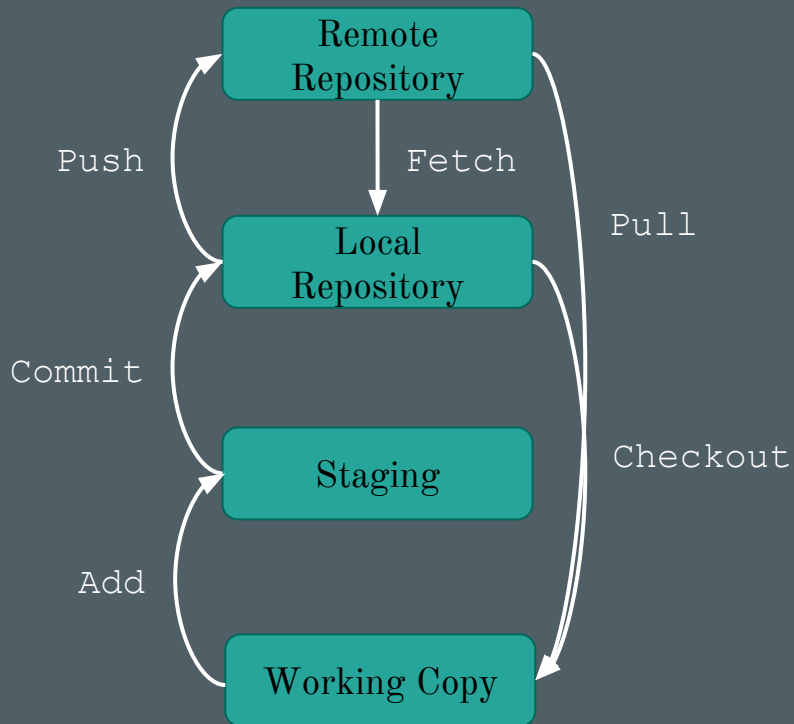 Remote
Repository
Push
Fetch
Pull
Local
Repository
Commit
Checkout
Staging
Add
Working Copy